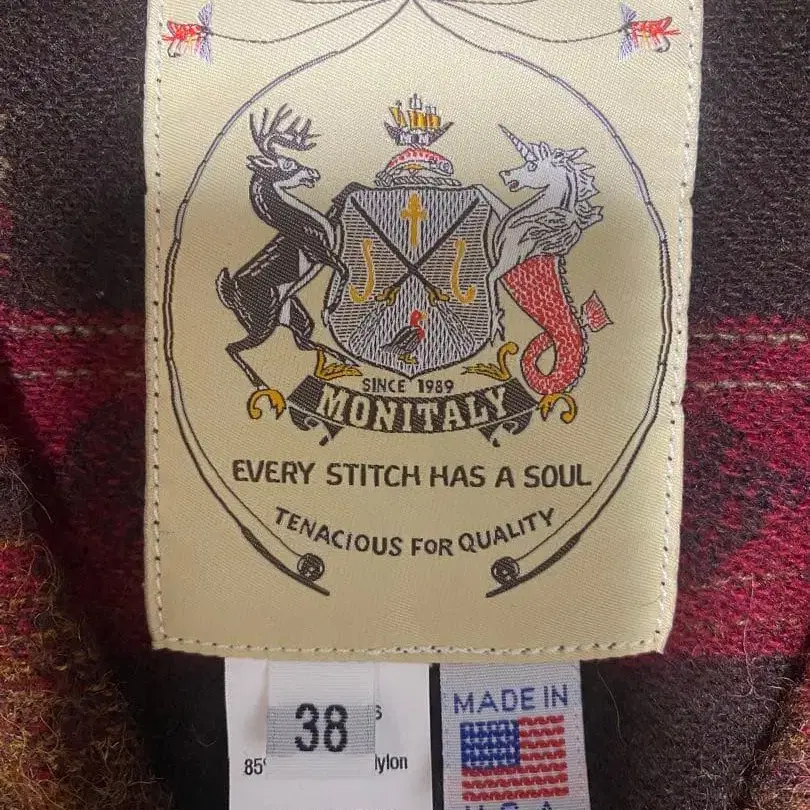 SINCE 1989
MONITALY
EVERY STITCH HAS A SOUL
TENACIOUS FOR QUALITY
38
MADE IN
U.S.A